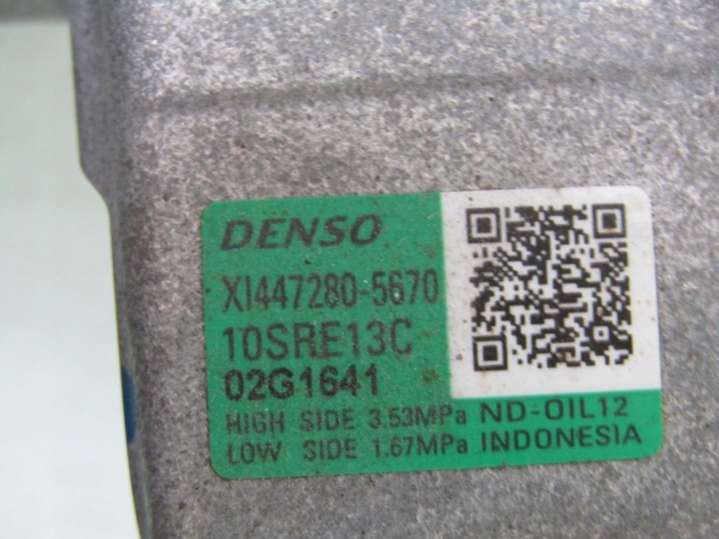 DENSO
XI447280-5670
10SRE13C
02G1641
HIGH SIDE 3.53MPa ND-OIL12
LOW SIDE 1.67MPa INDONESIA